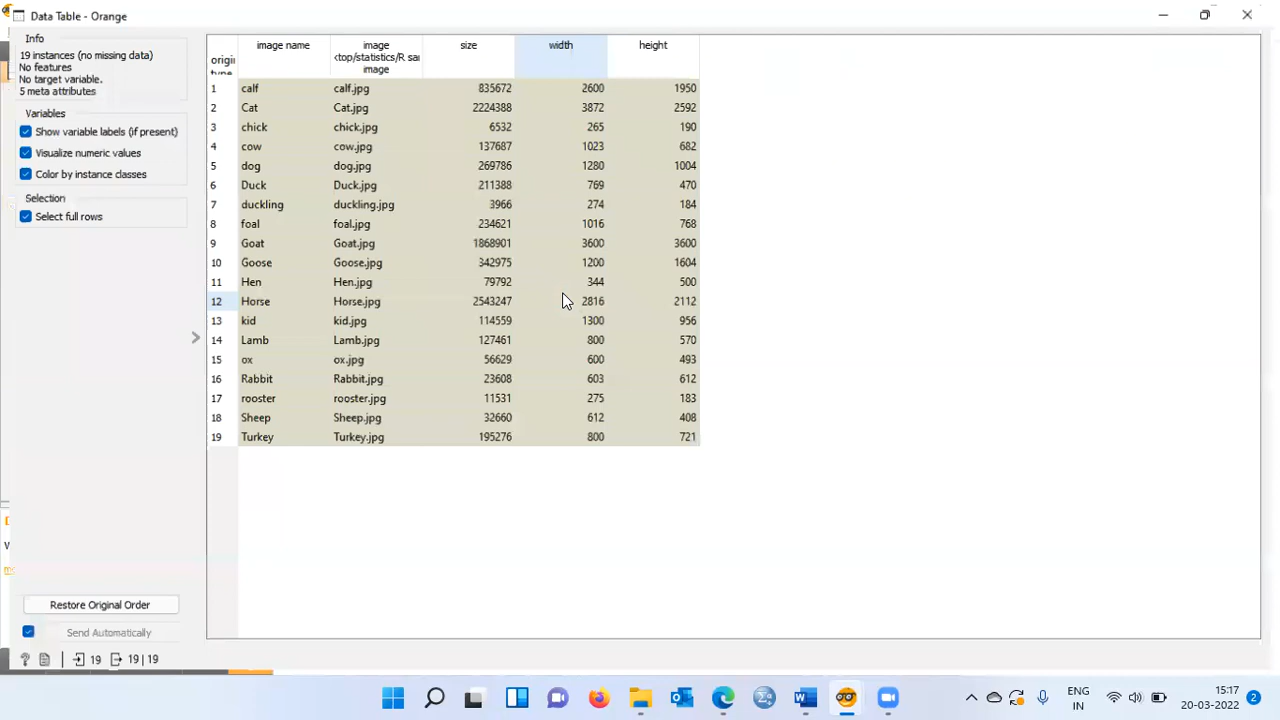 Data Table - Orange
Info
19 instances (no missing data)
No features
No target variable.
5 meta attributes
Variables
Show variable labels (if present)
Visualize numeric values
Color by instance classes
Selection
Select full rows
Restore Original Order
Send Automatically
? 19 19 | 19
image name image size width height
origi
type
image
1 calf calf.jpg 835672 2600 1950
2 Cat Cat.jpg 2224388 3872 2592
3 chick chick.jpg 6532 265 190
4 cow cow.jpg 137687 1023 682
5 dog dog.jpg 269786 1280 1004
6 Duck Duck.jpg 211388 769 470
7 duckling duckling.jpg 3966 274 184
8 foal foal.jpg 234621 1016 768
9 Goat Goat.jpg 1868901 3600 3600
10 Goose Goose.jpg 342975 1200 1604
11 Hen Hen.jpg 79792 344 500
12 Horse Horse.jpg 2543247 2816 2112
13 kid kid.jpg 114559 1300 956
14 Lamb Lamb.jpg 127461 800 570
15 ox ox.jpg 56629 600 493
16 Rabbit Rabbit.jpg 23608 603 612
17 rooster rooster.jpg 11531 275 183
18 Sheep Sheep.jpg 32660 612 408
19 Turkey Turkey.jpg 195276 800 721
ENG
IN
15:17
20-03-2022
2